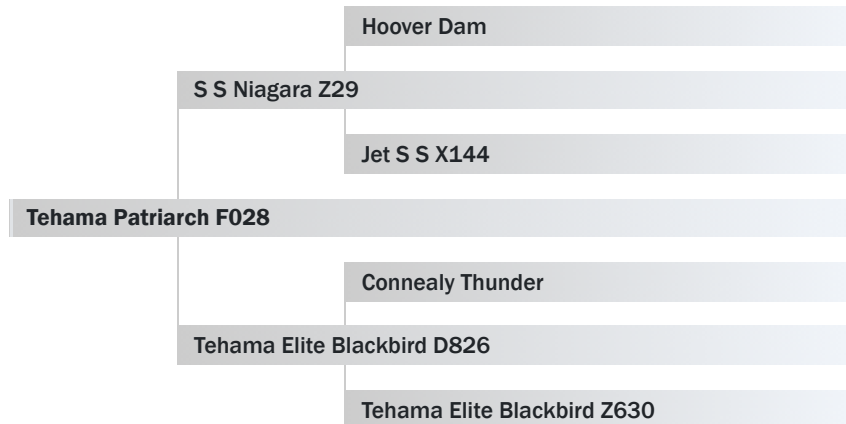 Hoover Dam
S S Niagara Z29
Jet S S X144
Tehama Patriarch F028
Connealy Thunder
Tehama Elite Blackbird D826
Tehama Elite Blackbird Z630